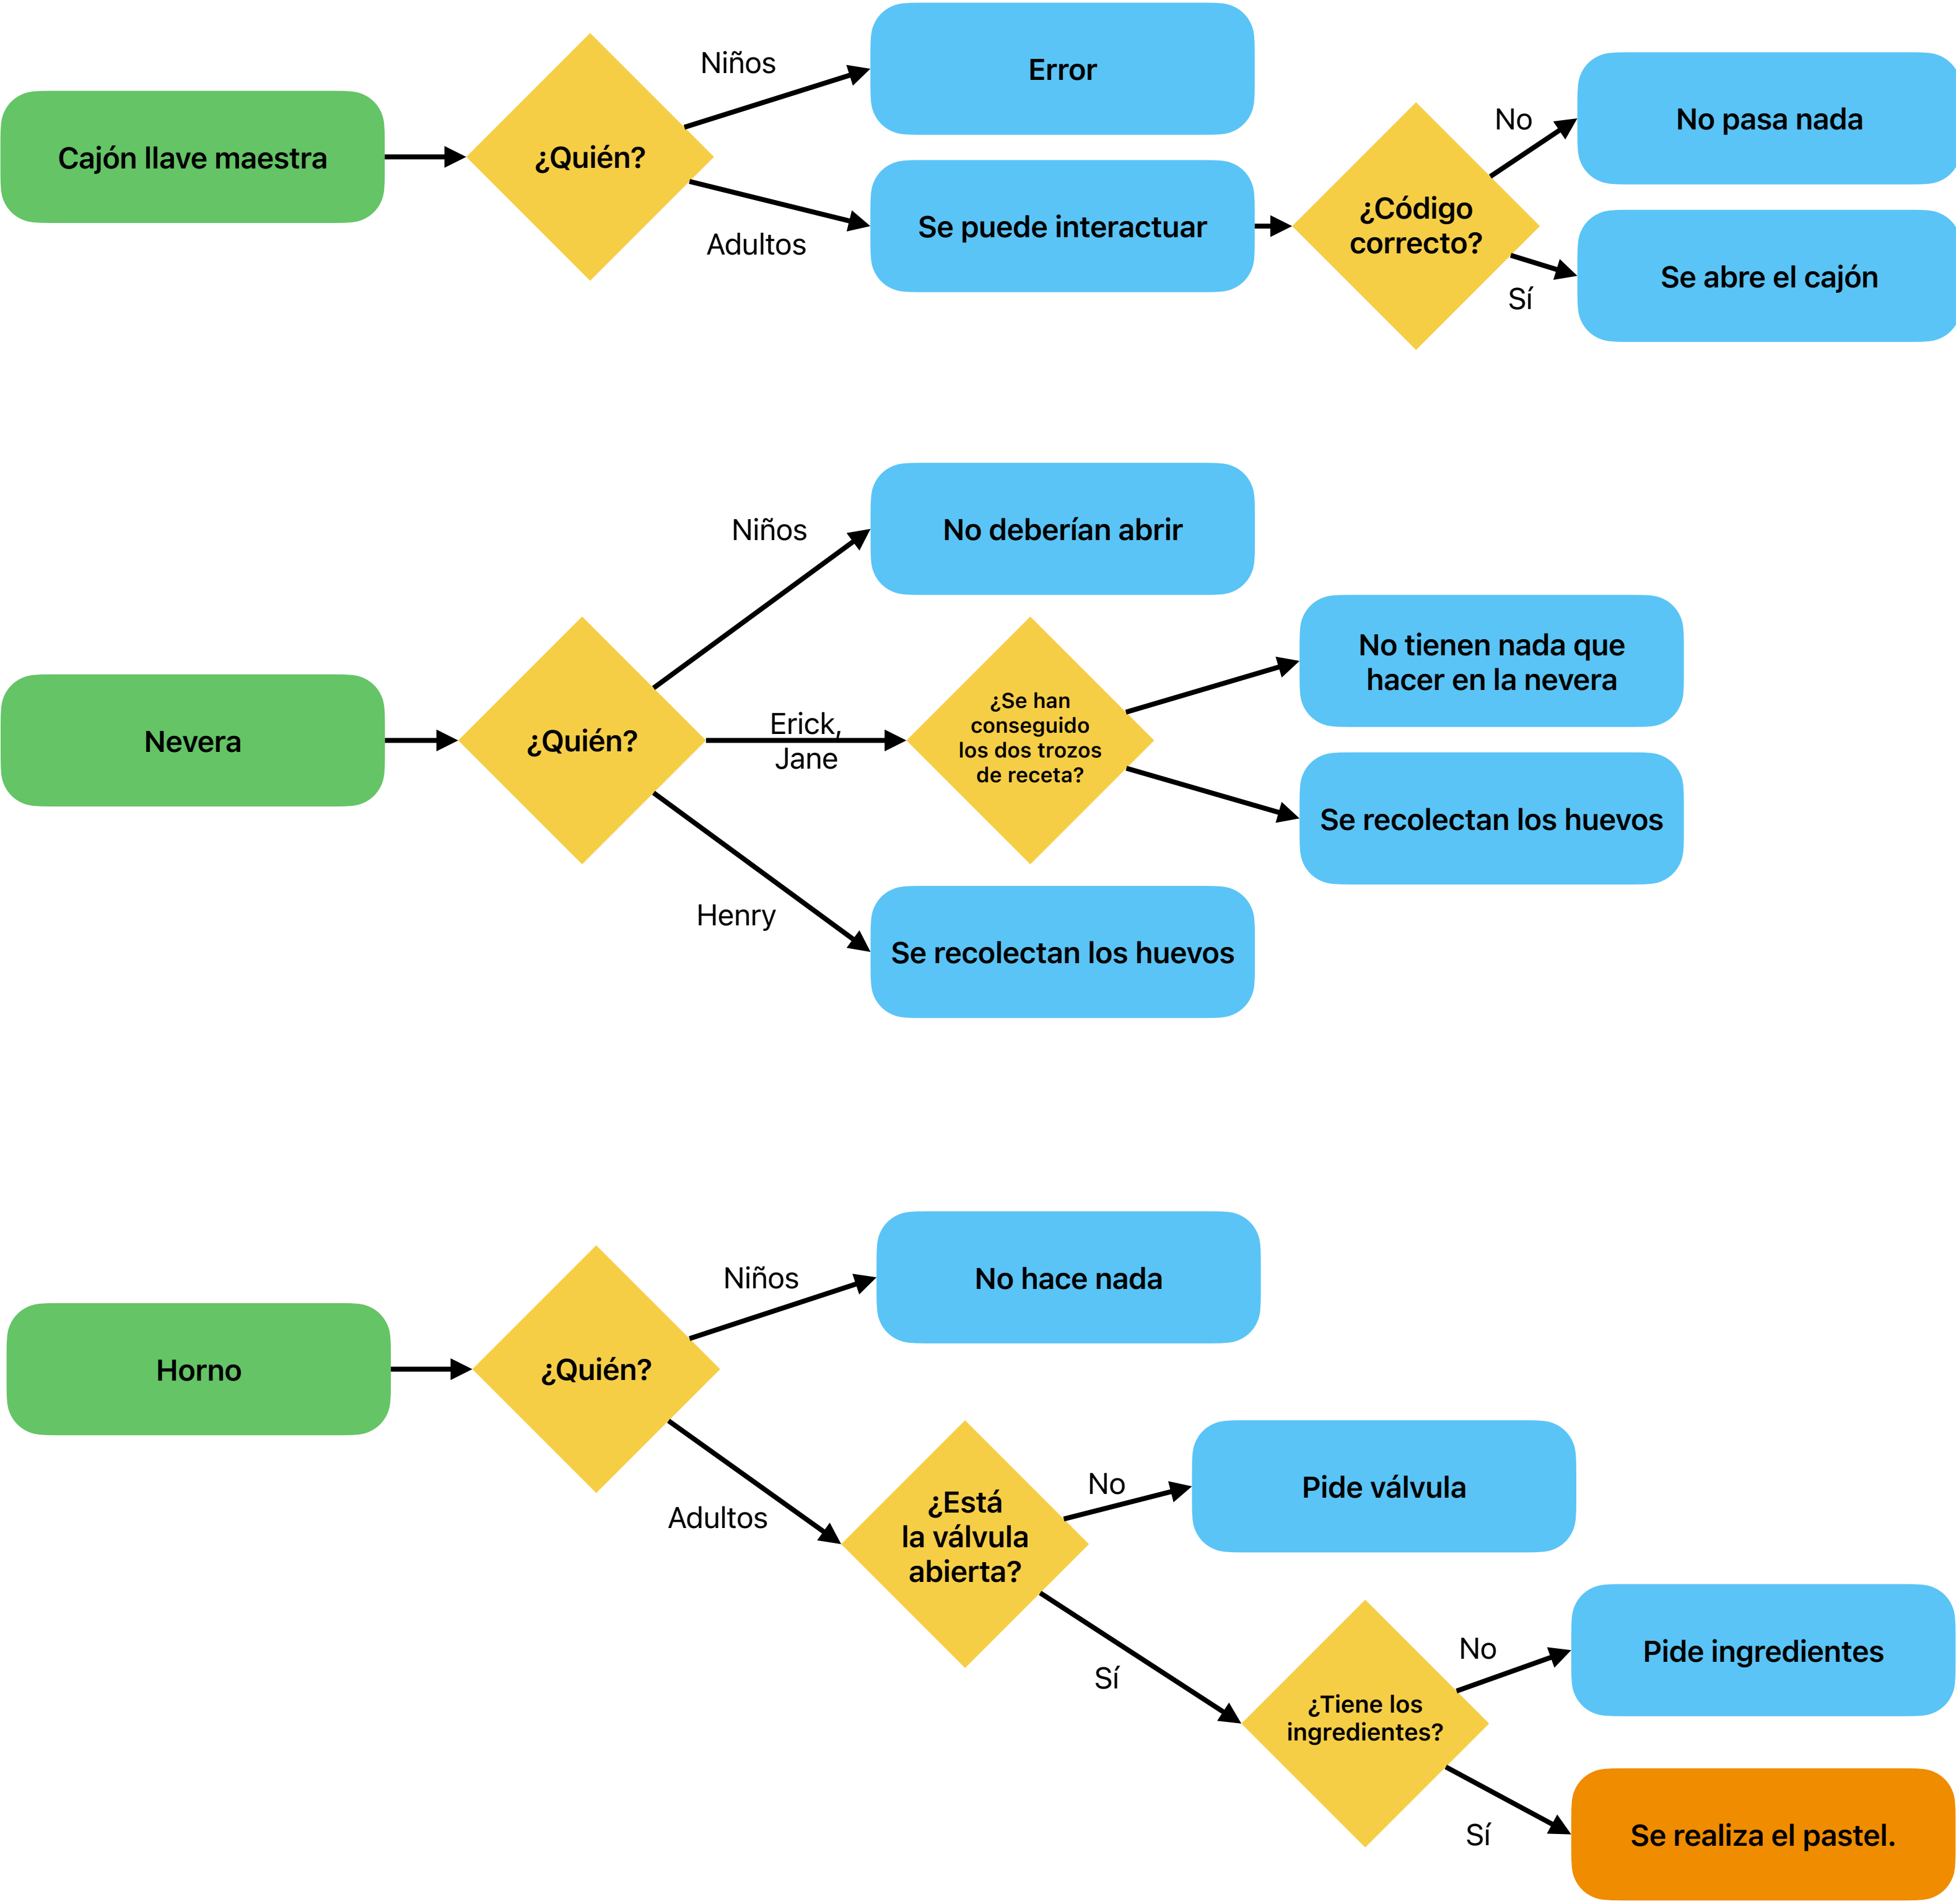 Cajón llave maestra
¿Quién?
Niños
Error
Adultos
Se puede interactuar
¿Código
correcto?
No
No pasa nada
Sí
Se abre el cajón
Nevera
¿Quién?
Niños
No deberían abrir
Erick,
Jane
¿Se han
conseguido
los dos trozos
de receta?
No tienen nada que
hacer en la nevera
Se recolectan los huevos
Henry
Se recolectan los huevos
Horno
¿Quién?
Niños
No hace nada
Adultos
¿Está
la válvula
abierta?
No
Pide válvula
Sí
¿Tiene los
ingredientes?
No
Pide ingredientes
Sí
Se realiza el pastel.